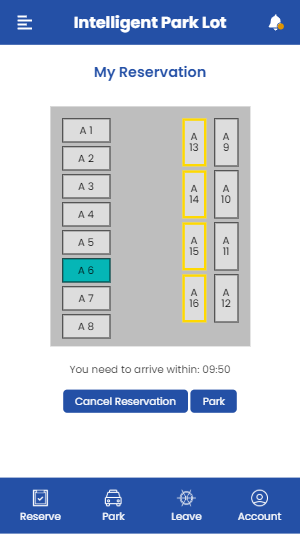 Intelligent Park Lot
My Reservation
A 1
A 2
A 3
A 4
A 5
A 6
A 7
A 8
A
13
A
9
A
14
A
10
A
15
A
11
A
16
A
12
You need to arrive within: 09:50
Cancel Reservation
Park
Reserve
Park
Leave
Account